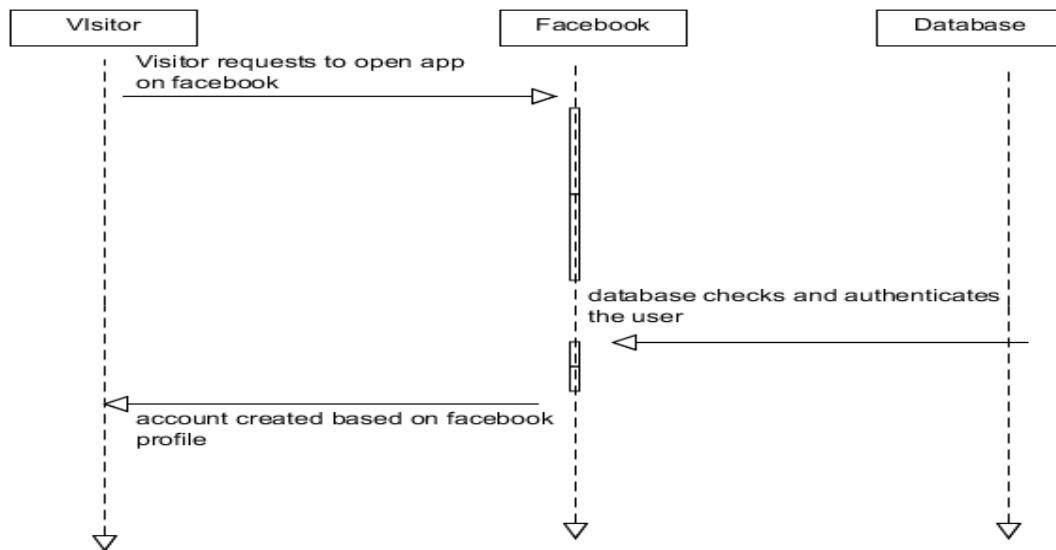 VIsitor
Facebook
Database
Visitor requests to open app
on facebook
database checks and authenticates
the user
account created based on facebook
profile